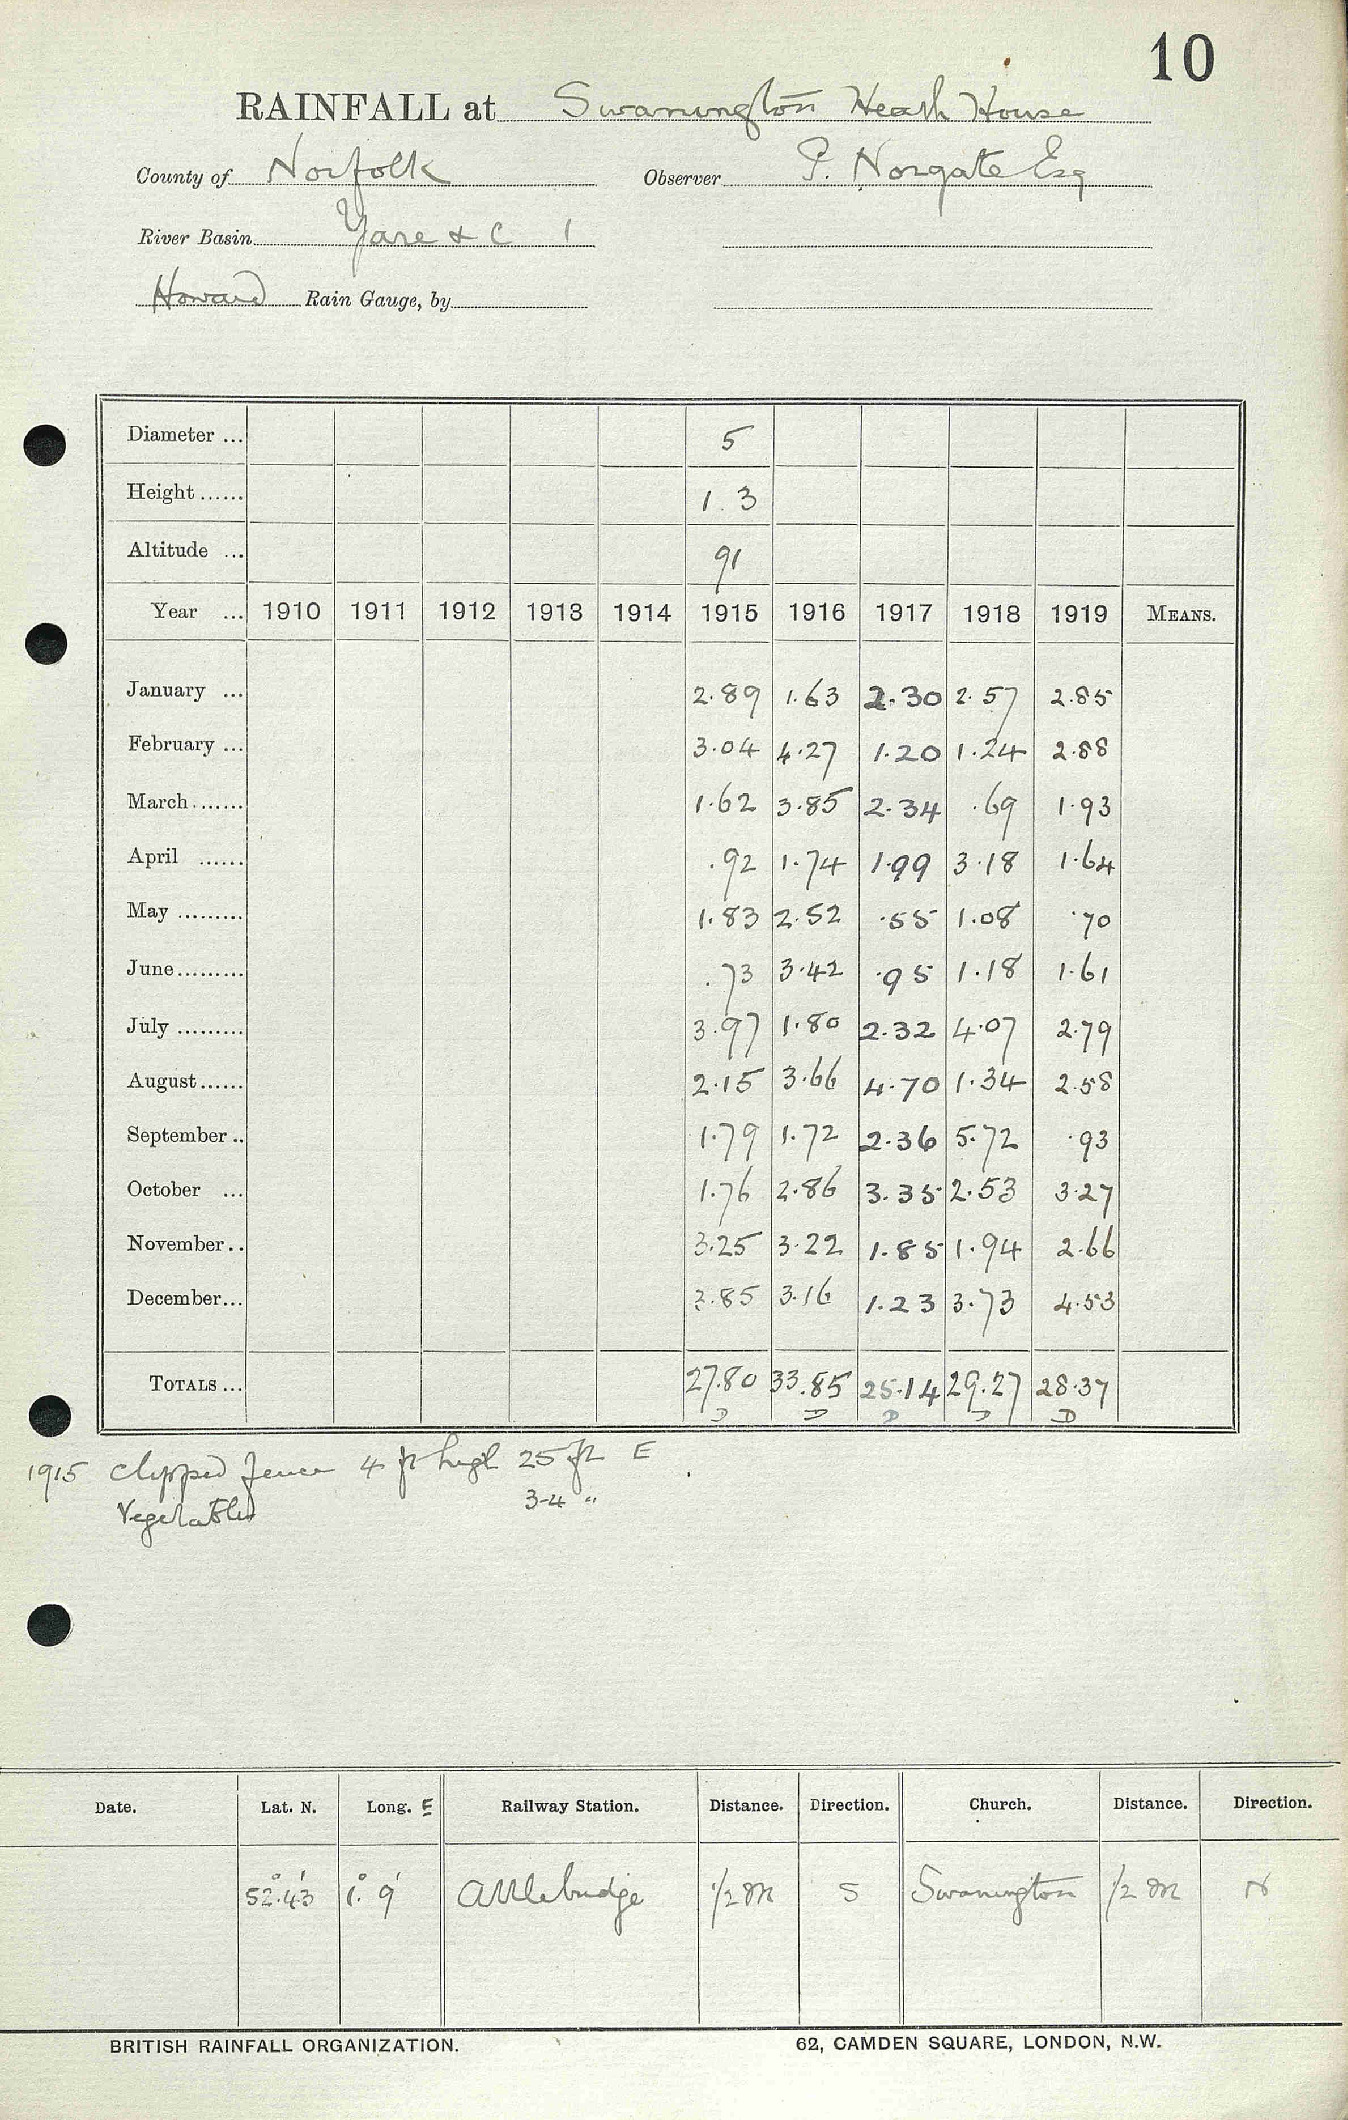 10
RAINFALL at Swannington Heath House
County of Norfolk Observer P. Norgate Esq
River Basin Yare & C 1
Howard Rain Gauge, by
Diameter ... 5
Height...... 1.3
Altitude ... 91
Year ... 1910 1911 1912 1913 1914 1915 1916 1917 1918 1919 MEANS.
January ... 2.89 1.63 2.30 2.57 2.85
February ... 3.04 4.27 1.20 1.24 2.88
March....... 1.62 3.85 2.34 .69 1.93
April ...... .92 1.74 1.99 3.18 1.64
May ......... 1.83 2.52 .55 1.08 .70
June......... .73 3.42 .95 1.18 1.61
July ......... 3.97 1.80 2.32 4.07 2.79
August...... 2.15 3.66 4.70 1.34 2.58
September.. 1.79 1.72 2.36 5.72 .93
October ... 1.76 2.86 3.35 2.53 3.27
November.. 3.25 3.22 1.85 1.94 2.66
December... 3.85 3.16 1.23 3.73 4.53
TOTALS ... 27.80 33.85 25.14 29.27 28.37
D D D D D
1915 Clipped fence 4 ft high 25 ft E
Vegetables 3-4 "
Date. Lat. N. Long. E Railway Station. Distance. Direction. Church. Distance. Direction.
52°.43' 1°. 9' Attlebridge 1/2 m S Swannington 1/2 m N
BRITISH RAINFALL ORGANIZATION. 62, CAMDEN SQUARE, LONDON, N.W.